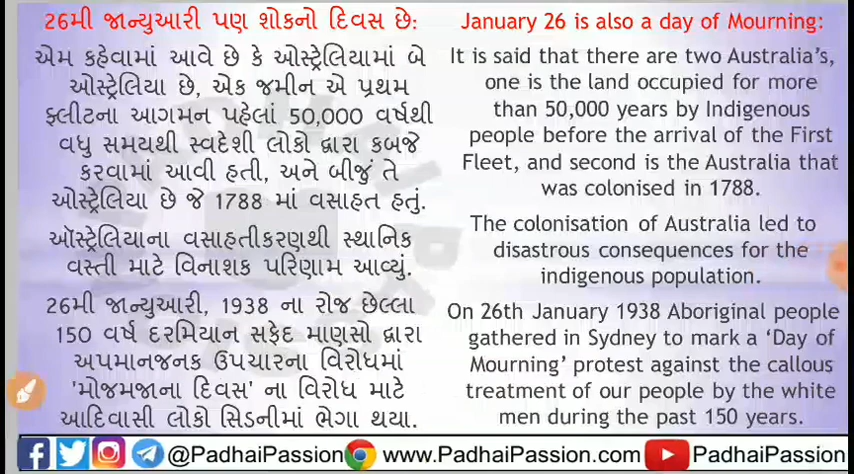 26મી જાન્યુઆરી પણ શોકનો દિવસ છે:
એમ કહેવામાં આવે છે કે ઓસ્ટ્રેલિયામાં બે
ઓસ્ટ્રેલિયા છે, એક જમીન એ પ્રથમ
ફ્લીટના આગમન પહેલાં 50,000 વર્ષથી
વધુ સમયથી સ્વદેશી લોકો દ્વારા કબજે
કરવામાં આવી હતી, અને બીજું તે
ઓસ્ટ્રેલિયા છે જે 1788 માં વસાહત હતું.
ઑસ્ટ્રેલિયાના વસાહતીકરણથી સ્થાનિક
વસ્તી માટે વિનાશક પરિણામ આવ્યું.
26મી જાન્યુઆરી, 1938 ના રોજ છેલ્લા
150 વર્ષ દરમિયાન સફેદ માણસો દ્વારા
અપમાનજનક ઉપચારના વિરોધમાં
'મોજમજાના દિવસ' ના વિરોધ માટે
આદિવાસી લોકો સિડનીમાં ભેગા થયા.
January 26 is also a day of Mourning:
It is said that there are two Australia's,
one is the land occupied for more
than 50,000 years by Indigenous
people before the arrival of the First
Fleet, and second is the Australia that
was colonised in 1788.
The colonisation of Australia led to
disastrous consequences for the
indigenous population.
On 26th January 1938 Aboriginal people
gathered in Sydney to mark a ‘Day of
Mourning’ protest against the callous
treatment of our people by the white
men during the past 150 years.
@PadhaiPassion www.PadhaiPassion.com PadhaiPassion